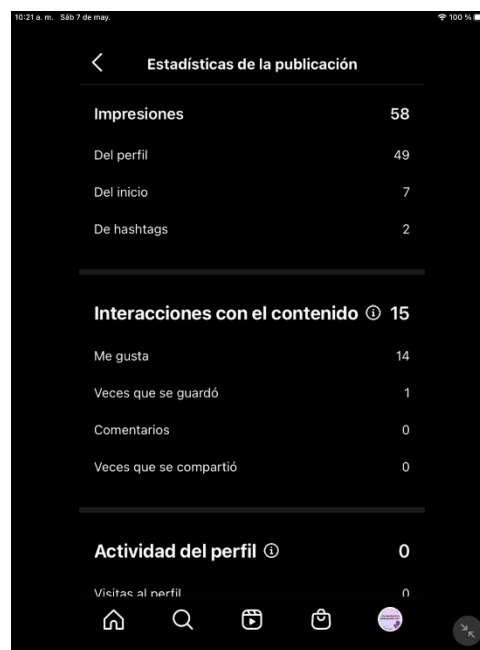 10:21 a. m. Sáb 7 de may. 100 %
Estadísticas de la publicación
Impresiones 58
Del perfil 49
Del inicio 7
De hashtags 2
Interacciones con el contenido 15
Me gusta 14
Veces que se guardó 1
Comentarios 0
Veces que se compartió 0
Actividad del perfil 0
Visitas al perfil 0